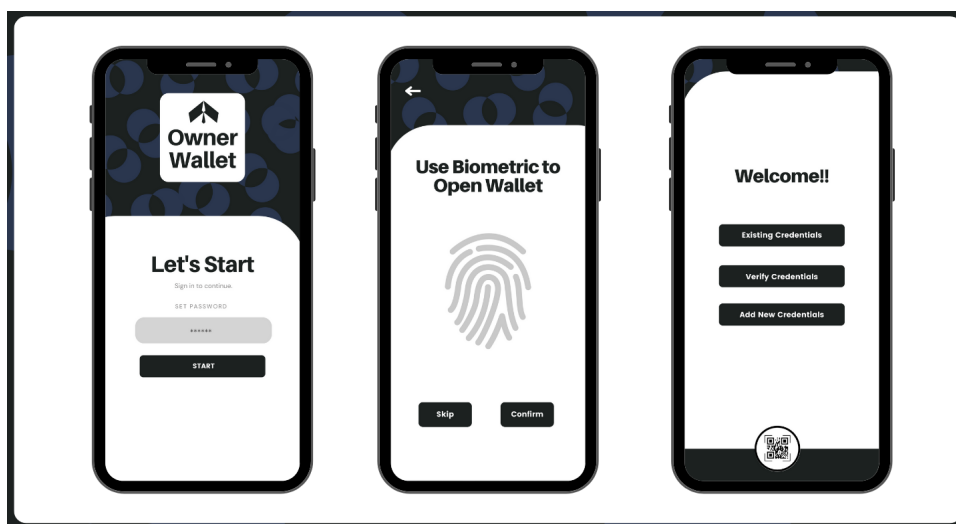 Owner
Wallet
Let's Start
Sign in to continue.
SET PASSWORD
******
START
Use Biometric to
Open Wallet
Skip
Confirm
Welcome!!
Existing Credentials
Verify Credentials
Add New Credentials